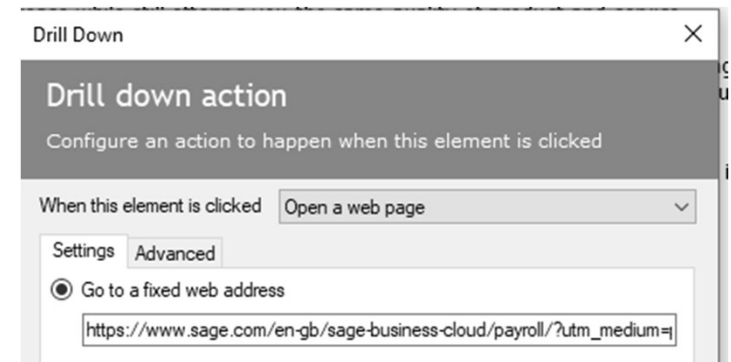 Drill Down
Drill down action
Configure an action to happen when this element is clicked
When this element is clicked Open a web page
Settings Advanced
Go to a fixed web address
https://www.sage.com/en-gb/sage-business-cloud/payroll/?utm_medium=